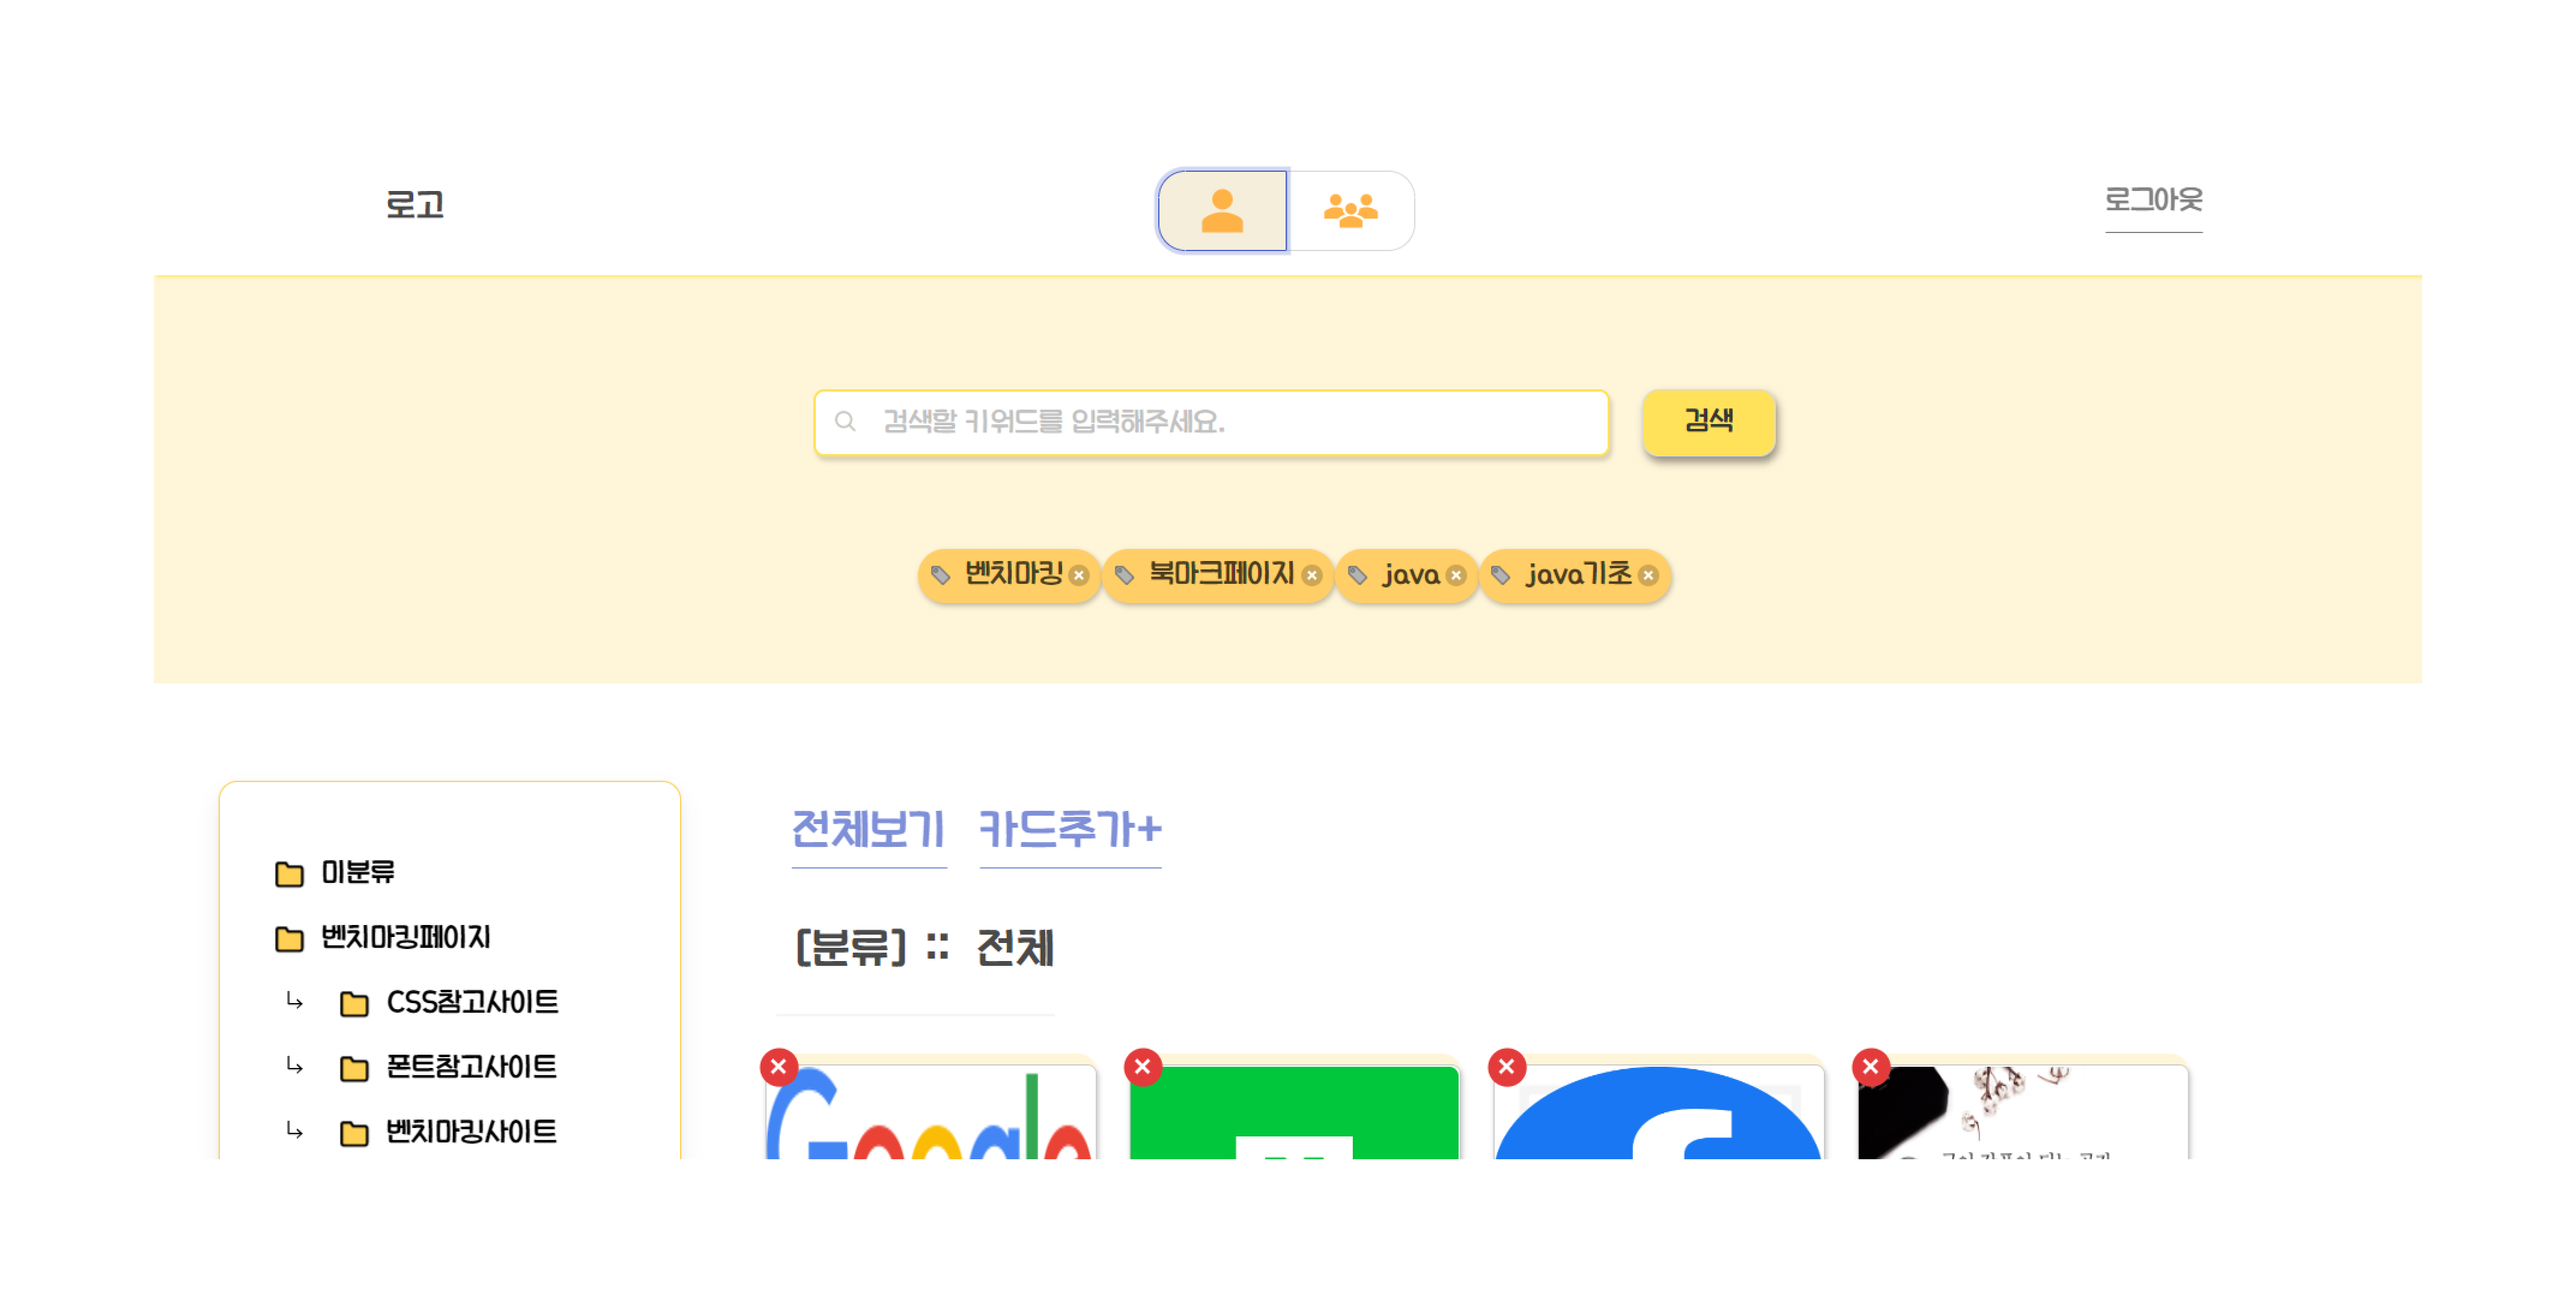 로고
로그아웃
검색할 키워드를 입력해주세요.
검색
벤치마킹 북마크페이지 java java기초
전체보기 카드추가+
미분류
[분류] :: 전체
벤치마킹페이지
CSS참고사이트
폰트참고사이트
벤치마킹사이트
Google